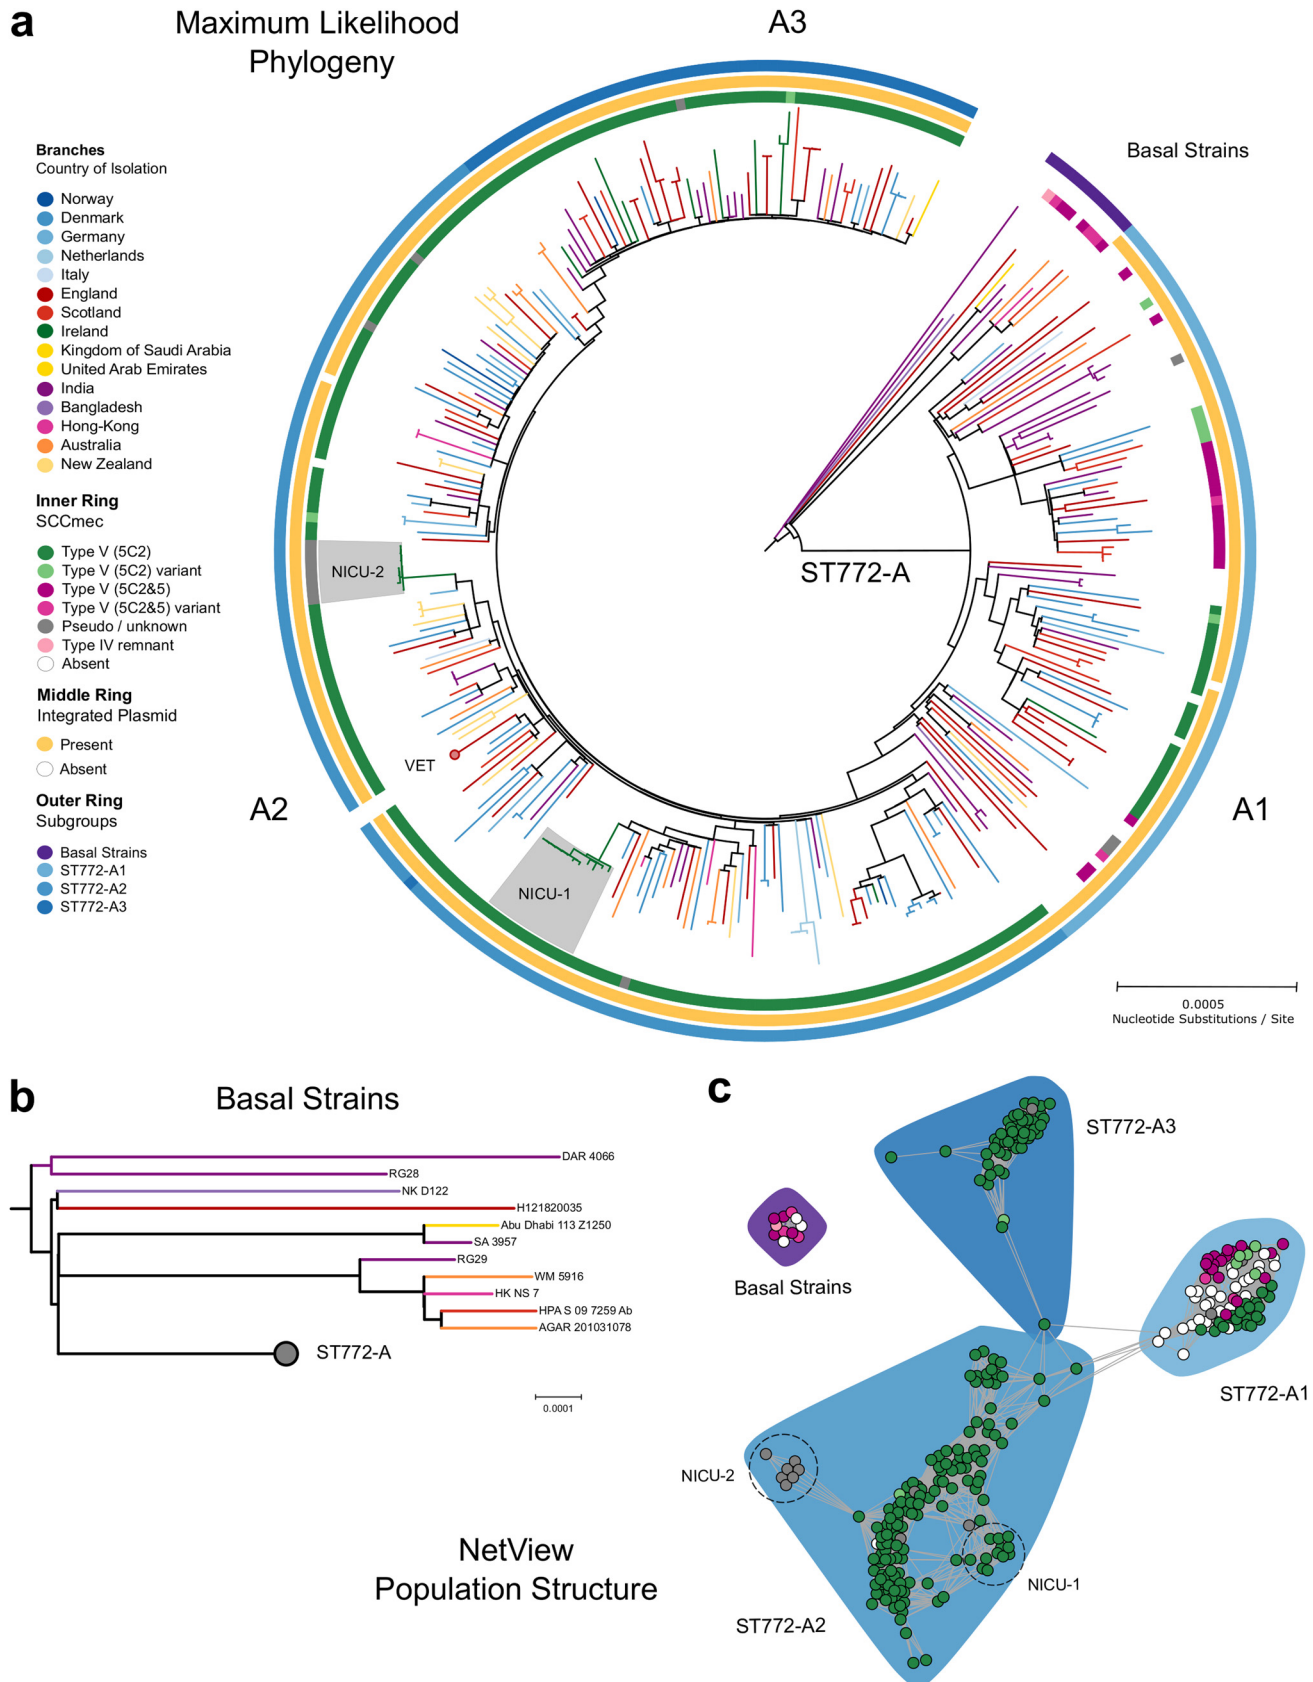 a
Maximum Likelihood
Phylogeny
A3
Basal Strains
Branches
Country of Isolation
Norway
Denmark
Germany
Netherlands
Italy
England
Scotland
Ireland
Kingdom of Saudi Arabia
United Arab Emirates
India
Bangladesh
Hong-Kong
Australia
New Zealand
Inner Ring
SCCmec
Type V (5C2)
Type V (5C2) variant
Type V (5C2&5)
Type V (5C2&5) variant
Pseudo / unknown
Type IV remnant
Absent
Middle Ring
Integrated Plasmid
Present
Absent
Outer Ring
Subgroups
Basal Strains
ST772-A1
ST772-A2
ST772-A3
ST772-A
NICU-2
VET
A2
A1
NICU-1
0.0005
Nucleotide Substitutions / Site
b
Basal Strains
DAR 4066
RG28
NK D122
H121820035
Abu Dhabi 113 Z1250
SA 3957
RG29
WM 5916
HK NS 7
HPA S 09 7259 Ab
AGAR 201031078
ST772-A
0.0001
c
ST772-A3
Basal Strains
ST772-A1
NICU-2
NICU-1
ST772-A2
NetView
Population Structure